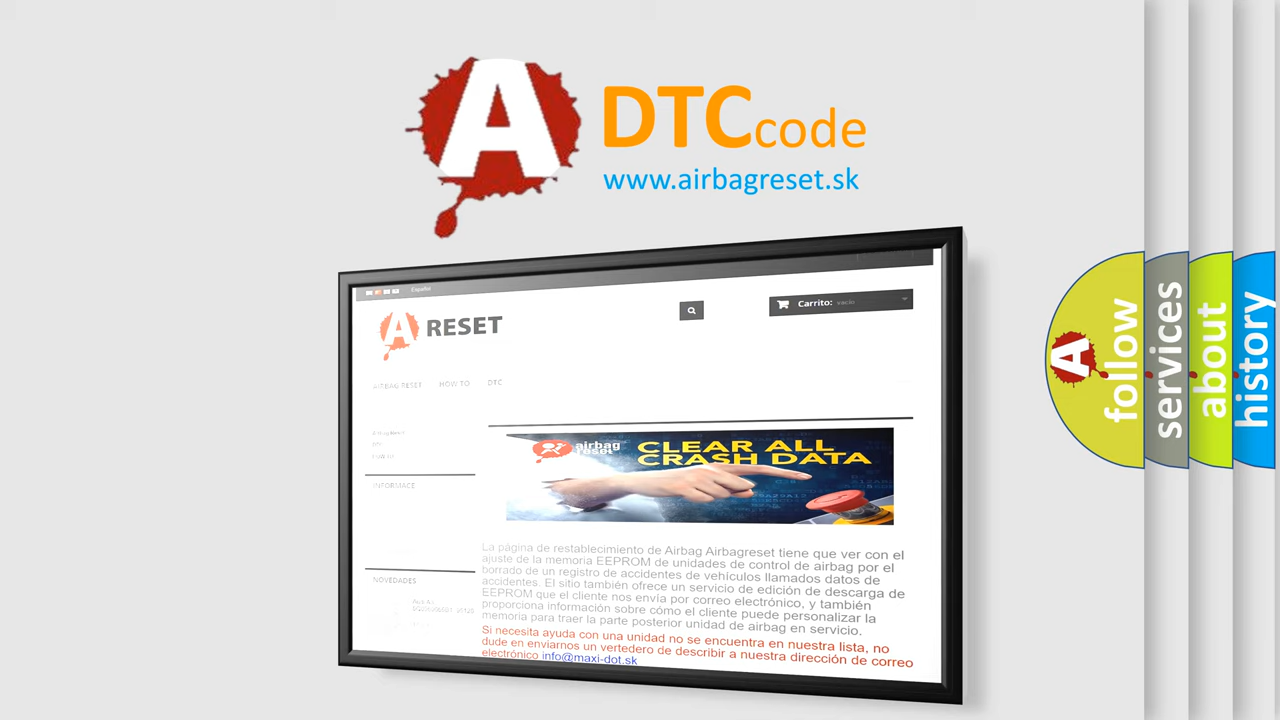 A DTCcode
www.airbagreset.sk
Español
A RESET
Carrito: vacío
AIRBAG RESET HOW TO DTC
Airbag Reset
INFORMACE
airbag
reset
CLEAR ALL
CRASH DATA
La página de restablecimiento de Airbag Airbagreset tiene que ver con el
ajuste de la memoria EEPROM de unidades de control de airbag por el
borrado de un registro de accidentes de vehículos llamados datos de
accidentes. El sitio también ofrece un servicio de edición de descarga de
EEPROM que el cliente nos envía por correo electrónico, y también
proporciona información sobre cómo el cliente puede personalizar la
memoria para traer la parte posterior unidad de airbag en servicio.
Si necesita ayuda con una unidad no se encuentra en nuestra lista, no
dude en enviarnos un vertedero de describir a nuestra dirección de correo
electrónico info@maxi-dot.sk
NOVEDADES
A follow
services
about
history